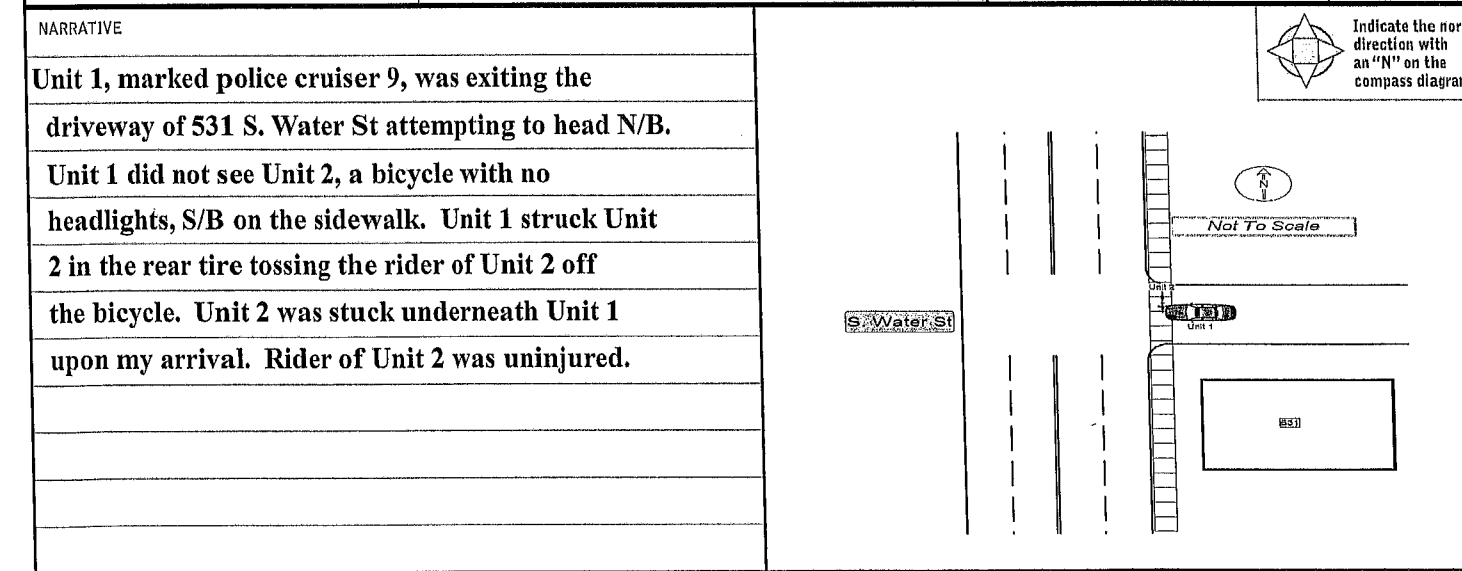 NARRATIVE
Unit 1, marked police cruiser 9, was exiting the
driveway of 531 S. Water St attempting to head N/B.
Unit 1 did not see Unit 2, a bicycle with no
headlights, S/B on the sidewalk. Unit 1 struck Unit
2 in the rear tire tossing the rider of Unit 2 off
the bicycle. Unit 2 was stuck underneath Unit 1
upon my arrival. Rider of Unit 2 was uninjured.
Indicate the nor
direction with
an "N" on the
compass diagra
N
Not To Scale
Unit 2
S. Water St
Unit 1
531